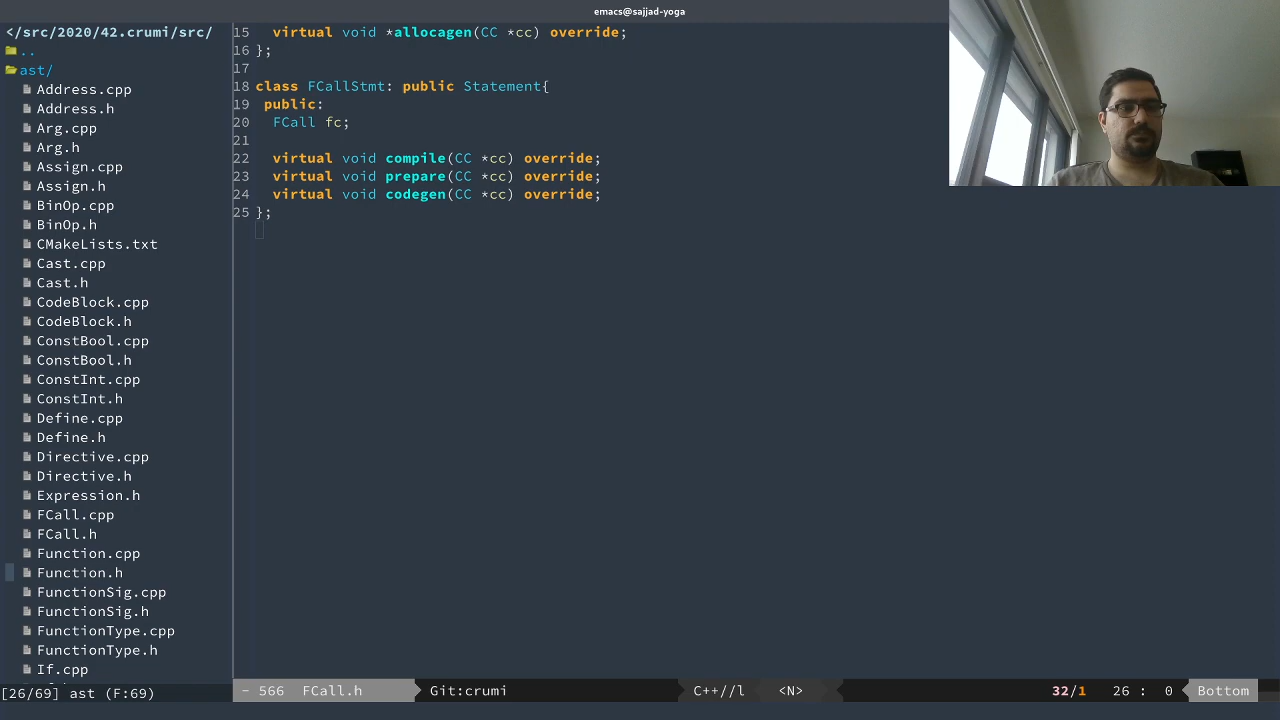 emacs@sajjad-yoga
</src/2020/42.crumi/src/
..
ast/
Address.cpp
Address.h
Arg.cpp
Arg.h
Assign.cpp
Assign.h
BinOp.cpp
BinOp.h
CMakeLists.txt
Cast.cpp
Cast.h
CodeBlock.cpp
CodeBlock.h
ConstBool.cpp
ConstBool.h
ConstInt.cpp
ConstInt.h
Define.cpp
Define.h
Directive.cpp
Directive.h
Expression.h
FCall.cpp
FCall.h
Function.cpp
Function.h
FunctionSig.cpp
FunctionSig.h
FunctionType.cpp
FunctionType.h
If.cpp
[26/69] ast (F:69)
15 virtual void *allocagen(CC *cc) override;
16 };
17
18 class FCallStmt: public Statement{
19 public:
20 FCall fc;
21
22 virtual void compile(CC *cc) override;
23 virtual void prepare(CC *cc) override;
24 virtual void codegen(CC *cc) override;
25 };
- 566 FCall.h Git:crumi C++//l <N> 32/1 26 : 0 Bottom